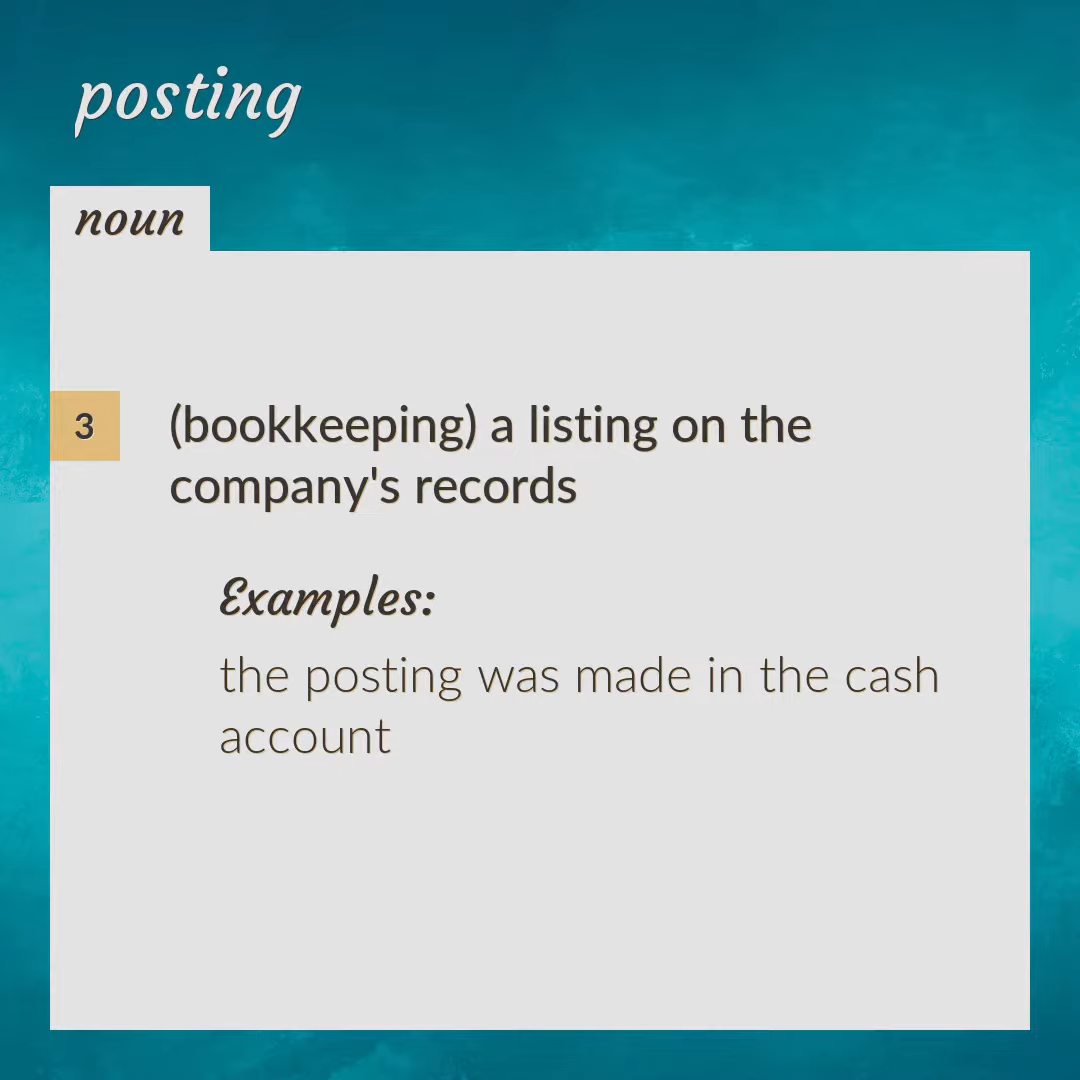 posting
noun
3
(bookkeeping) a listing on the
company's records
Examples:
the posting was made in the cash
account